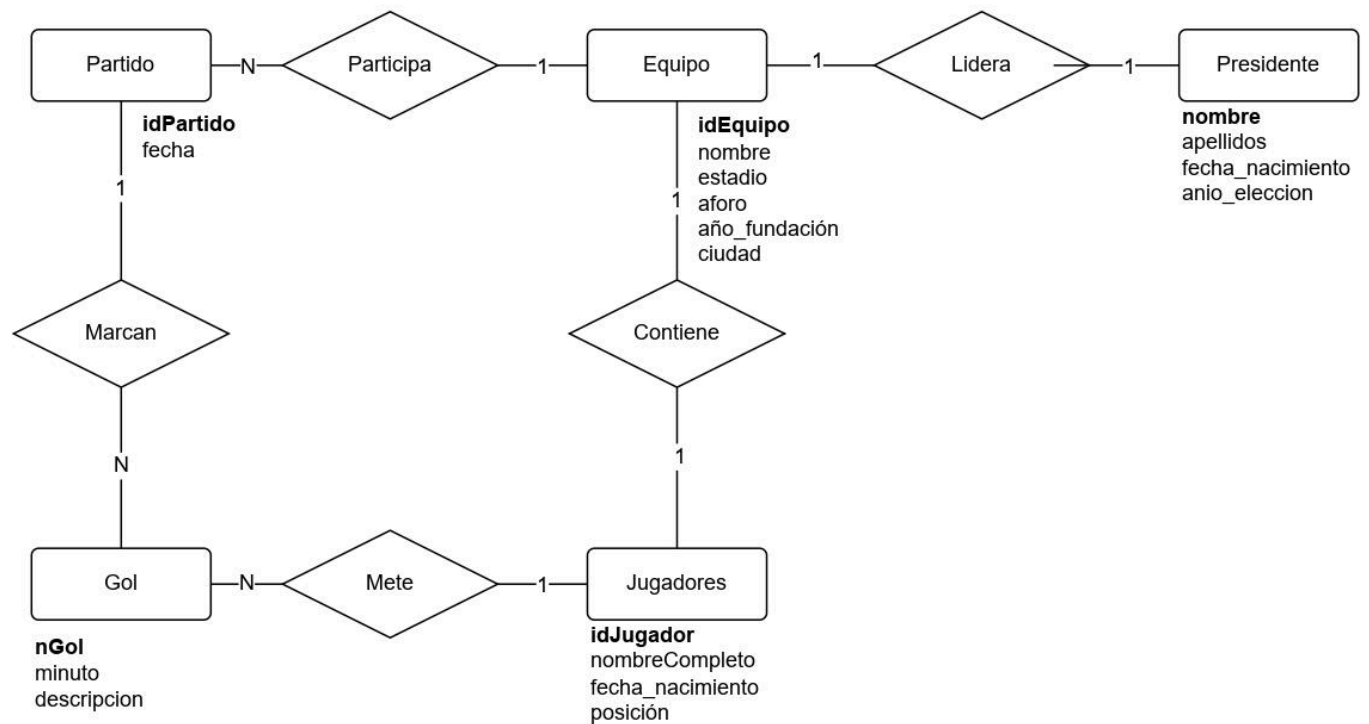 Partido
N
Participa
1
Equipo
1
Lidera
1
Presidente
idPartido
fecha
idEquipo
nombre
estadio
aforo
año_fundación
ciudad
nombre
apellidos
fecha_nacimiento
anio_eleccion
1
1
Marcan
Contiene
N
1
Gol
N
Mete
1
Jugadores
nGol
minuto
descripcion
idJugador
nombreCompleto
fecha_nacimiento
posición